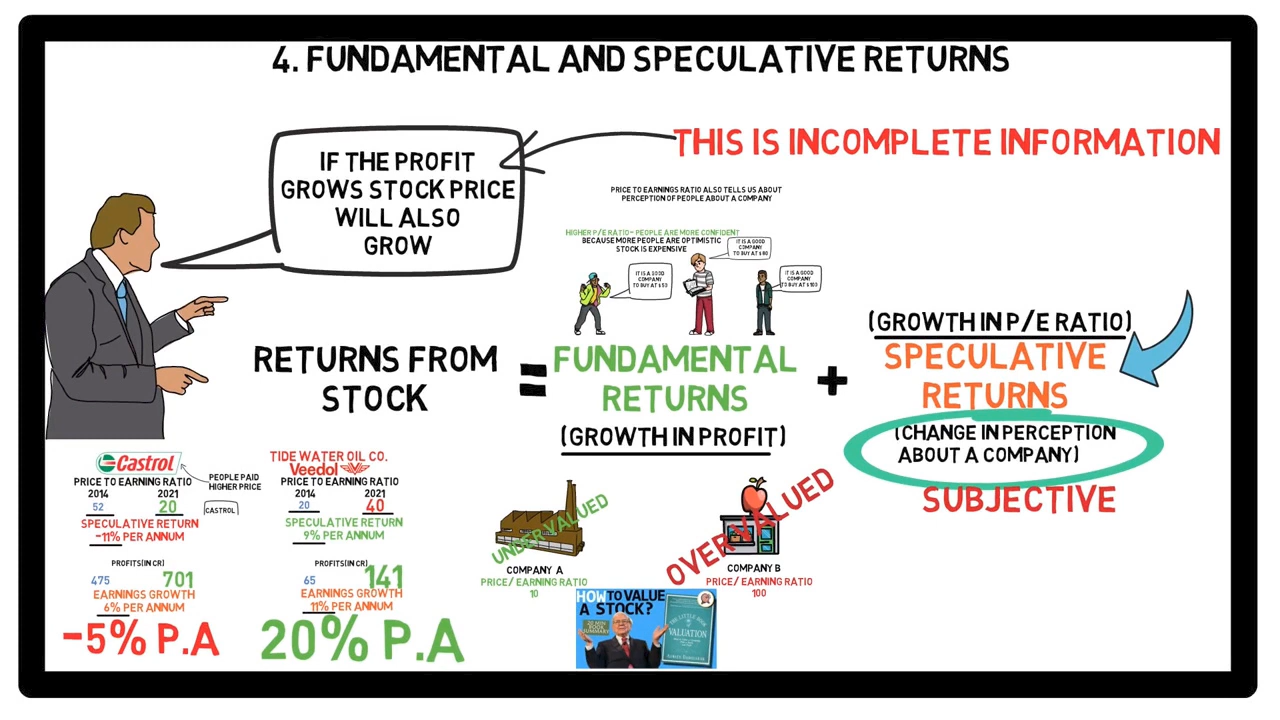 4. FUNDAMENTAL AND SPECULATIVE RETURNS
IF THE PROFIT
GROWS STOCK PRICE
WILL ALSO
GROW
THIS IS INCOMPLETE INFORMATION
PRICE TO EARNINGS RATIO ALSO TELLS US ABOUT
PERCEPTION OF PEOPLE ABOUT A COMPANY
HIGHER P/E RATIO- PEOPLE ARE MORE CONFIDENT
BECAUSE MORE PEOPLE ARE OPTIMISTIC
STOCK IS EXPENSIVE
IT IS A GOOD
COMPANY
TO BUY AT $50
IT IS A GOOD
COMPANY
TO BUY AT $80
IT IS A GOOD
COMPANY
TO BUY AT $100
RETURNS FROM
STOCK
=
FUNDAMENTAL
RETURNS
(GROWTH IN PROFIT)
+
(GROWTH IN P/E RATIO)
SPECULATIVE
RETURNS
(CHANGE IN PERCEPTION
ABOUT A COMPANY)
SUBJECTIVE
Castrol
PRICE TO EARNING RATIO
2014 2021
52 20
SPECULATIVE RETURN
-11% PER ANNUM
PROFITS(IN CR)
475 701
EARNINGS GROWTH
6% PER ANNUM
-5% P.A
PEOPLE PAID
HIGHER PRICE
CASTROL
TIDE WATER OIL CO.
Veedol
PRICE TO EARNING RATIO
2014 2021
20 40
SPECULATIVE RETURN
9% PER ANNUM
PROFITS(IN CR)
65 141
EARNINGS GROWTH
11% PER ANNUM
20% P.A
UNDERVALUED
COMPANY A
PRICE/ EARNING RATIO
10
OVERVALUED
COMPANY B
PRICE/ EARNING RATIO
100
HOW TO VALUE
A STOCK?
BOOK
SUMMARY
THE LITTLE BOOK
VALUATION